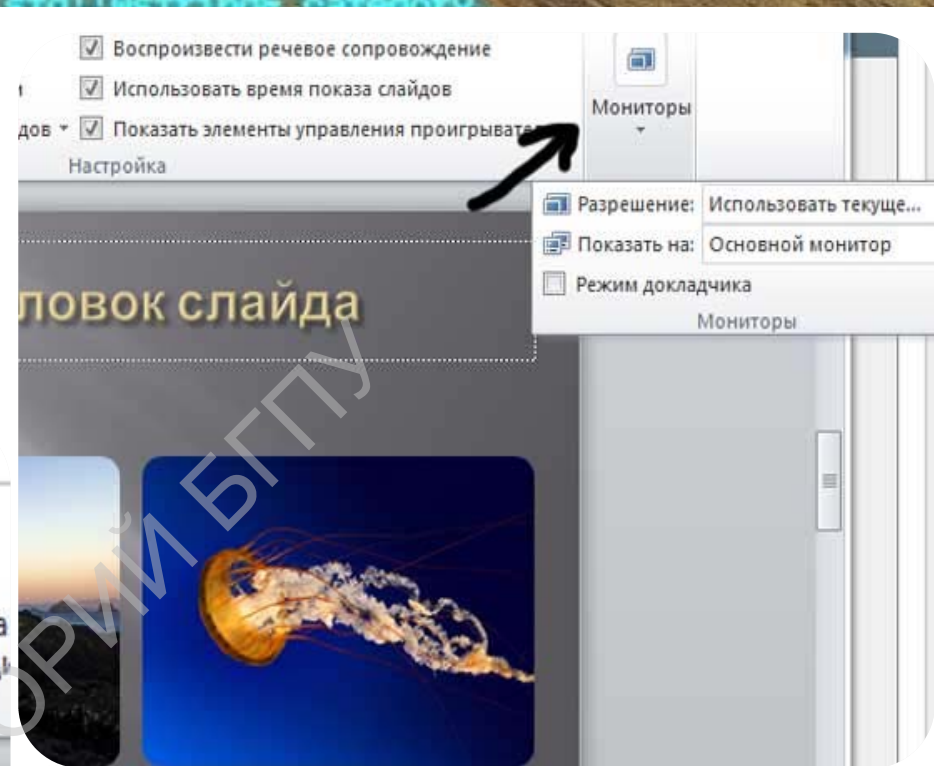 Воспроизвести речевое сопровождение
Использовать время показа слайдов
дов
Показать элементы управления
Настройка
Мониторы
Разрешение: Использовать текуще...
Показать на: Основной монитор
Режим докладчика
Мониторы
ловок слайда
ОРИЙ БГПУ